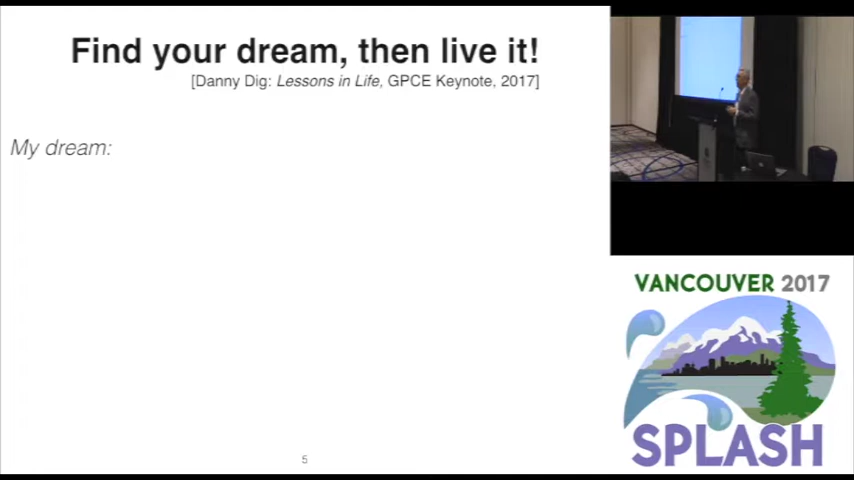 Find your dream, then live it!
[Danny Dig: Lessons in Life, GPCE Keynote, 2017]
My dream:
5
VANCOUVER 2017
SPLASH